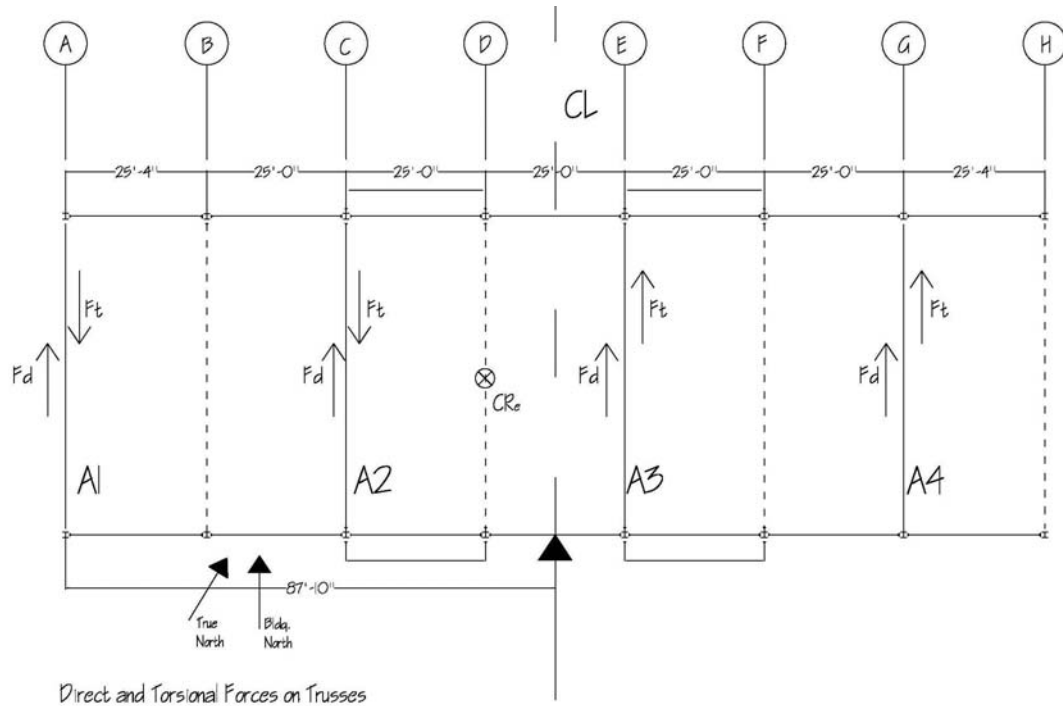 A B C D E F G H
CL
25'-4" 25'-0" 25'-0" 25'-0" 25'-0" 25'-0" 25'-4"
Ft Ft Ft Ft
Fd Fd Fd Fd
CRe
A1 A2 A3 A4
87'-10"
True Bldg.
North North
Direct and Torsional Forces on Trusses